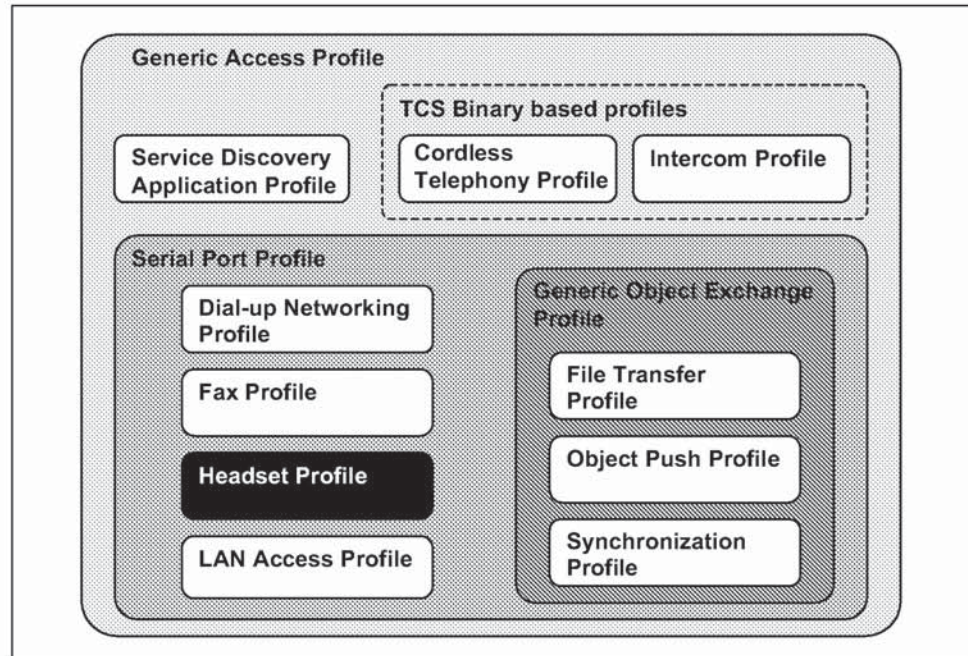 Generic Access Profile
TCS Binary based profiles
Service Discovery
Application Profile
Cordless
Telephony Profile
Intercom Profile
Serial Port Profile
Dial-up Networking
Profile
Fax Profile
Headset Profile
LAN Access Profile
Generic Object Exchange
Profile
File Transfer
Profile
Object Push Profile
Synchronization
Profile